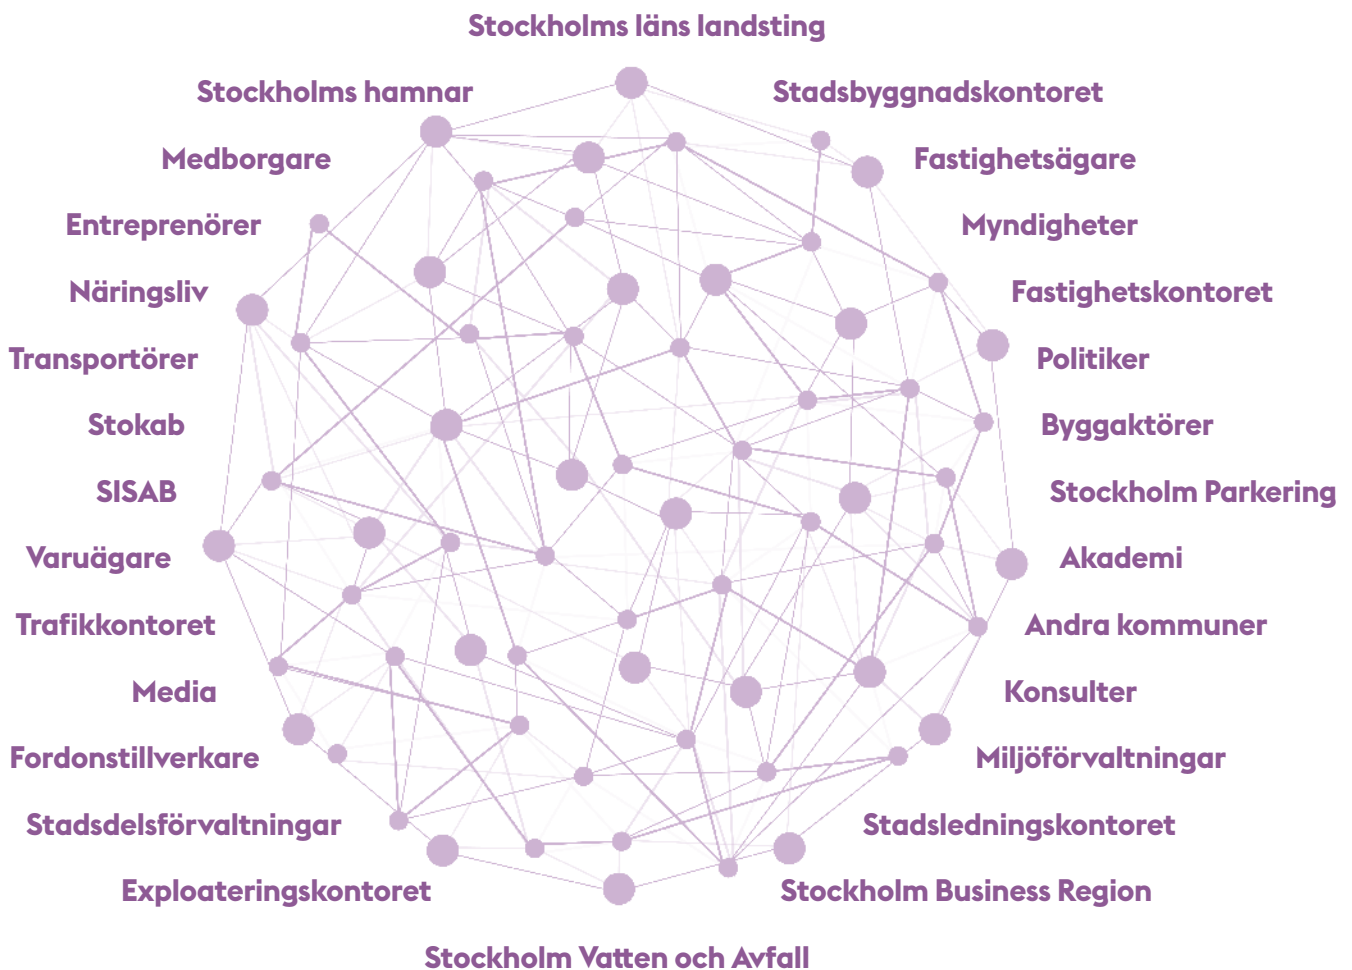 Stockholms läns landsting
Stockholms hamnar
Stadsbyggnadskontoret
Medborgare
Fastighetsägare
Entreprenörer
Myndigheter
Näringsliv
Fastighetskontoret
Transportörer
Politiker
Stokab
Byggaktörer
SISAB
Stockholm Parkering
Varuägare
Akademi
Trafikkontoret
Andra kommuner
Media
Konsulter
Fordonstillverkare
Miljöförvaltningar
Stadsdelsförvaltningar
Stadsledningskontoret
Exploateringskontoret
Stockholm Business Region
Stockholm Vatten och Avfall